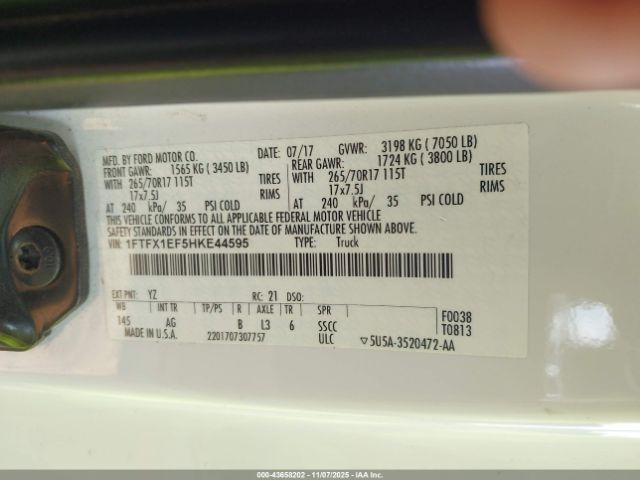 MFD. BY FORD MOTOR CO.
DATE: 07/17 GVWR: 3198 KG ( 7050 LB)
FRONT GAWR: 1565 KG ( 3450 LB) REAR GAWR: 1724 KG ( 3800 LB)
WITH 265/70R17 115T TIRES WITH 265/70R17 115T TIRES
17x7.5J RIMS 17x7.5J RIMS
AT 240 kPa/ 35 PSI COLD AT 240 kPa/ 35 PSI COLD
THIS VEHICLE CONFORMS TO ALL APPLICABLE FEDERAL MOTOR VEHICLE
SAFETY STANDARDS IN EFFECT ON THE DATE OF MANUFACTURE SHOWN ABOVE.
VIN: 1FTFX1EF5HKE44595 TYPE: Truck
EXT PNT: YZ RC: 21 DSO:
WB INT TR TP/PS R AXLE TR SPR
145 AG B L3 6 SSCC F0038
MADE IN U.S.A. 2201707307757 ULC T0813
▽5U5A-3520472-AA
000-43658202 - 11/07/2025 - IAAI.ca